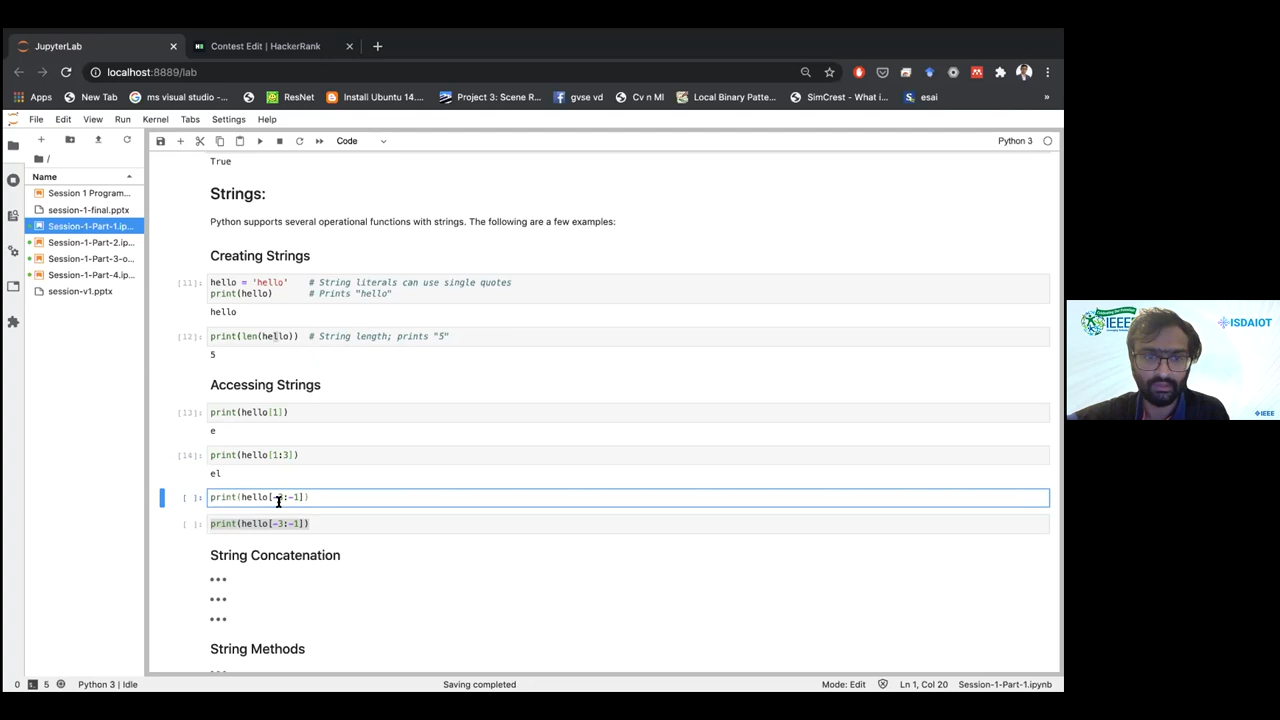 JupyterLab
Contest Edit | HackerRank
localhost:8889/lab
Apps New Tab ms visual studio -... ResNet Install Ubuntu 14.... Project 3: Scene R... gvse vd Cv n Ml Local Binary Patte... SimCrest - What i... esai »
File Edit View Run Kernel Tabs Settings Help
Code
Python 3
/
Name
Session 1 Program...
session-1-final.pptx
Session-1-Part-1.ip...
Session-1-Part-2.ip...
Session-1-Part-3-o...
Session-1-Part-4.ip...
session-v1.pptx
True
Strings:
Python supports several operational functions with strings. The following are a few examples:
Creating Strings
[11]: hello = 'hello' # String literals can use single quotes
print(hello) # Prints "hello"
hello
[12]: print(len(hello)) # String length; prints "5"
5
Accessing Strings
[13]: print(hello[1])
e
[14]: print(hello[1:3])
el
[ ]: print(hello[-3:-1])
[ ]: print(hello[-3:-1])
String Concatenation
•••
•••
•••
String Methods
0 5 Python 3 | Idle Saving completed Mode: Edit Ln 1, Col 20 Session-1-Part-1.ipynb
IEEE
ISDAIOT
IEEE